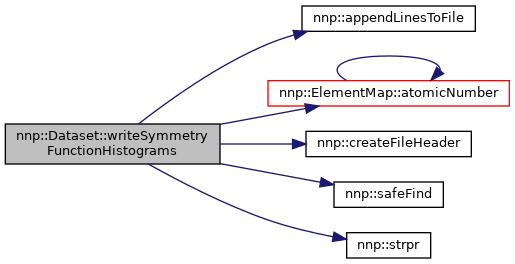 nnp::appendLinesToFile
nnp::ElementMap::atomicNumber
nnp::Dataset::writeSymmetry
FunctionHistograms
nnp::createFileHeader
nnp::safeFind
nnp::strpr